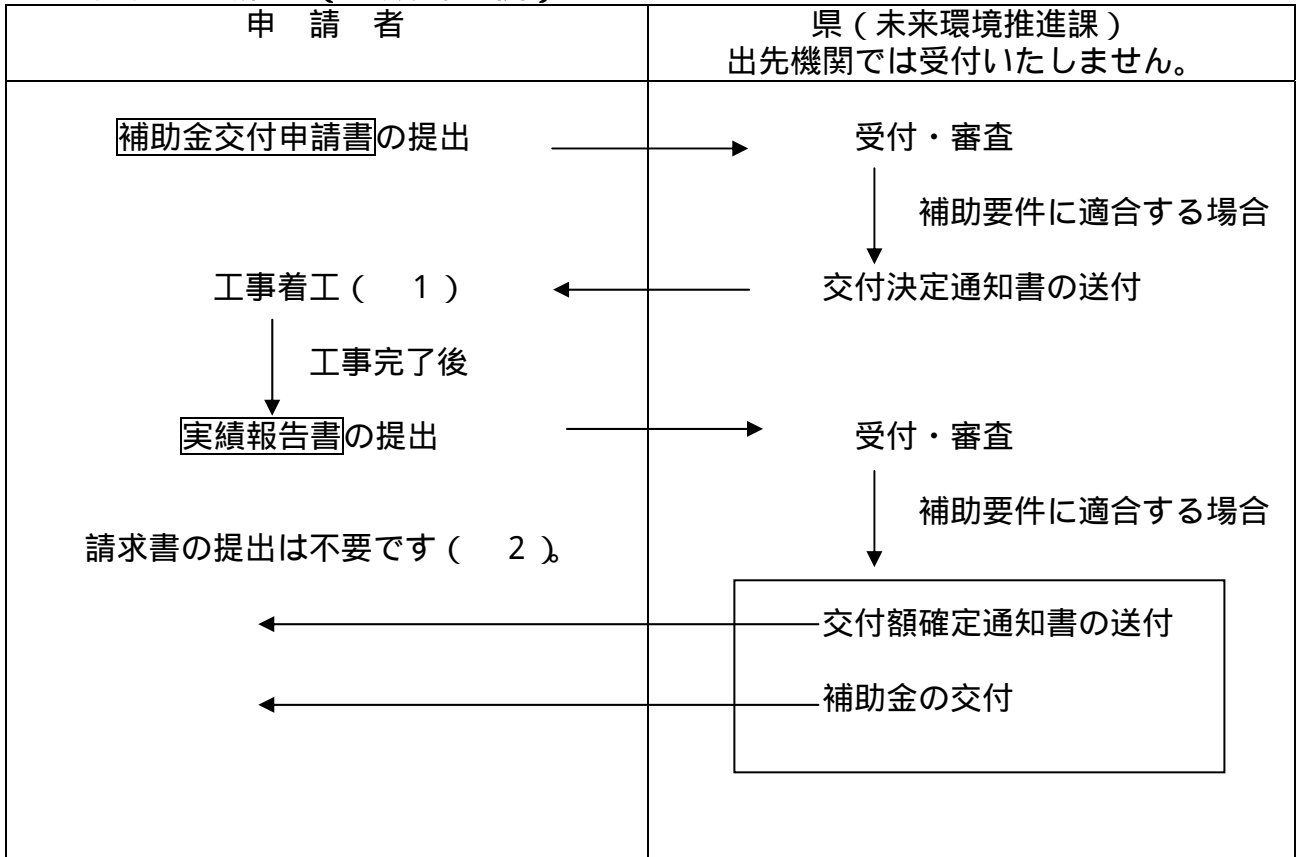 申 請 者
県(未来環境推進課)
出先機関では受付いたしません。
補助金交付申請書の提出
受付・審査
補助要件に適合する場合
工事着工( 1)
交付決定通知書の送付
工事完了後
実績報告書の提出
受付・審査
補助要件に適合する場合
請求書の提出は不要です( 2)。
交付額確定通知書の送付
補助金の交付